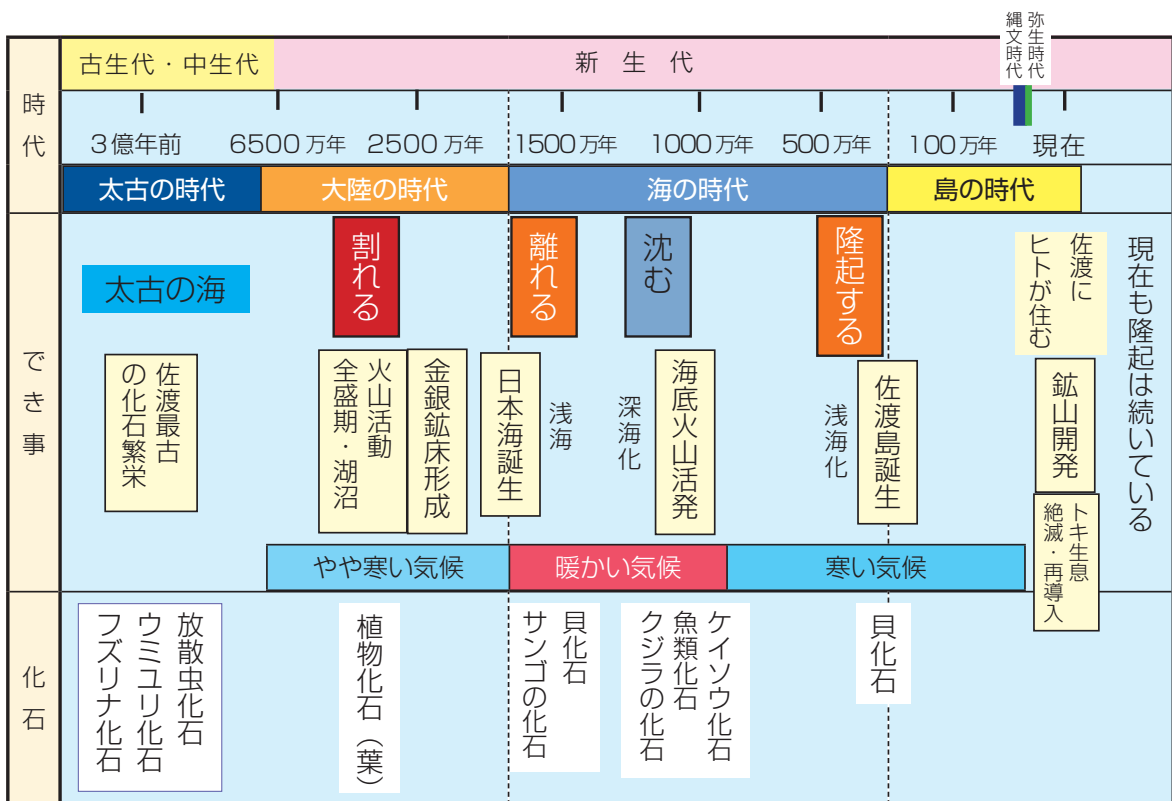 縄文時代
弥生時代
時代
古生代・中生代
新生代
3億年前
6500万年
2500万年
1500万年
1000万年
500万年
100万年
現在
太古の時代
大陸の時代
海の時代
島の時代
でき事
太古の海
割れる
離れる
沈む
隆起する
佐渡に
ヒトが住む
現在も隆起は続いている
佐渡最古
の化石繁栄
火山活動
全盛期・湖沼
金銀鉱床形成
日本海誕生
浅海
深海化
海底火山活発
浅海化
佐渡島誕生
鉱山開発
トキ生息
絶滅・再導入
やや寒い気候
暖かい気候
寒い気候
化石
放散虫化石
ウミユリ化石
フズリナ化石
植物化石（葉）
貝化石
サンゴの化石
ケイソウ化石
魚類化石
クジラの化石
貝化石